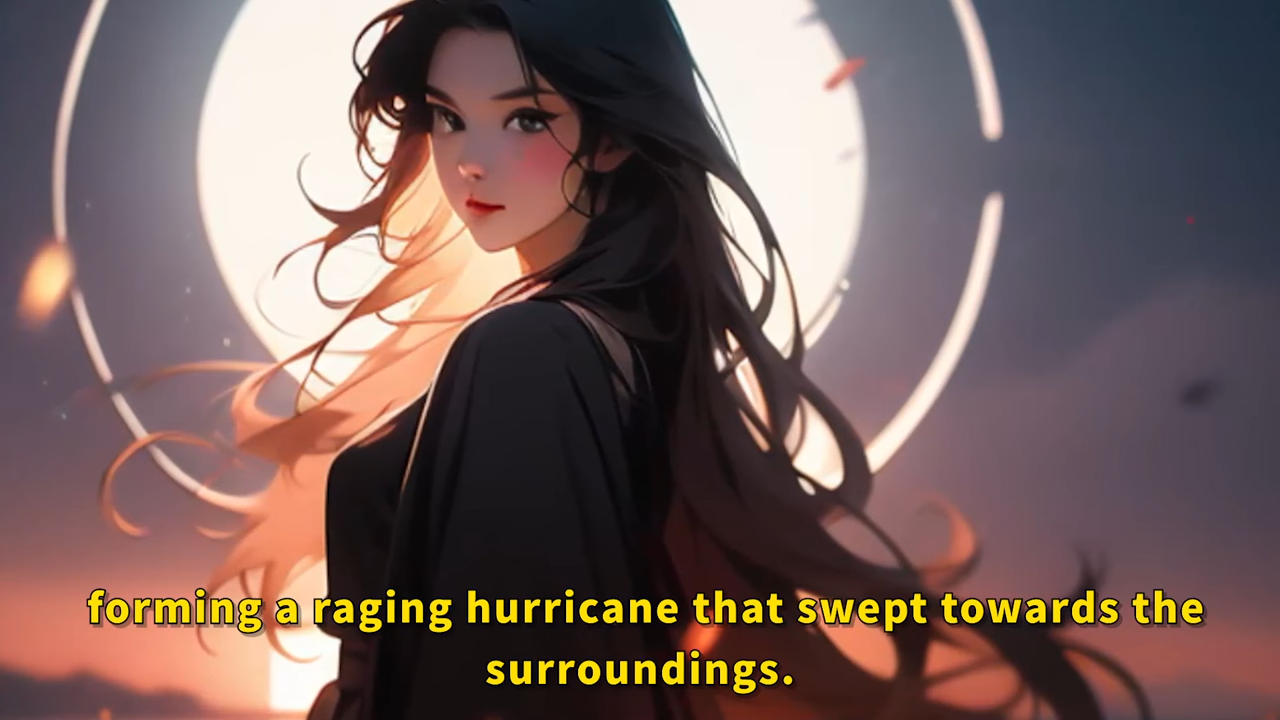 forming a raging hurricane that swept towards the
surroundings.